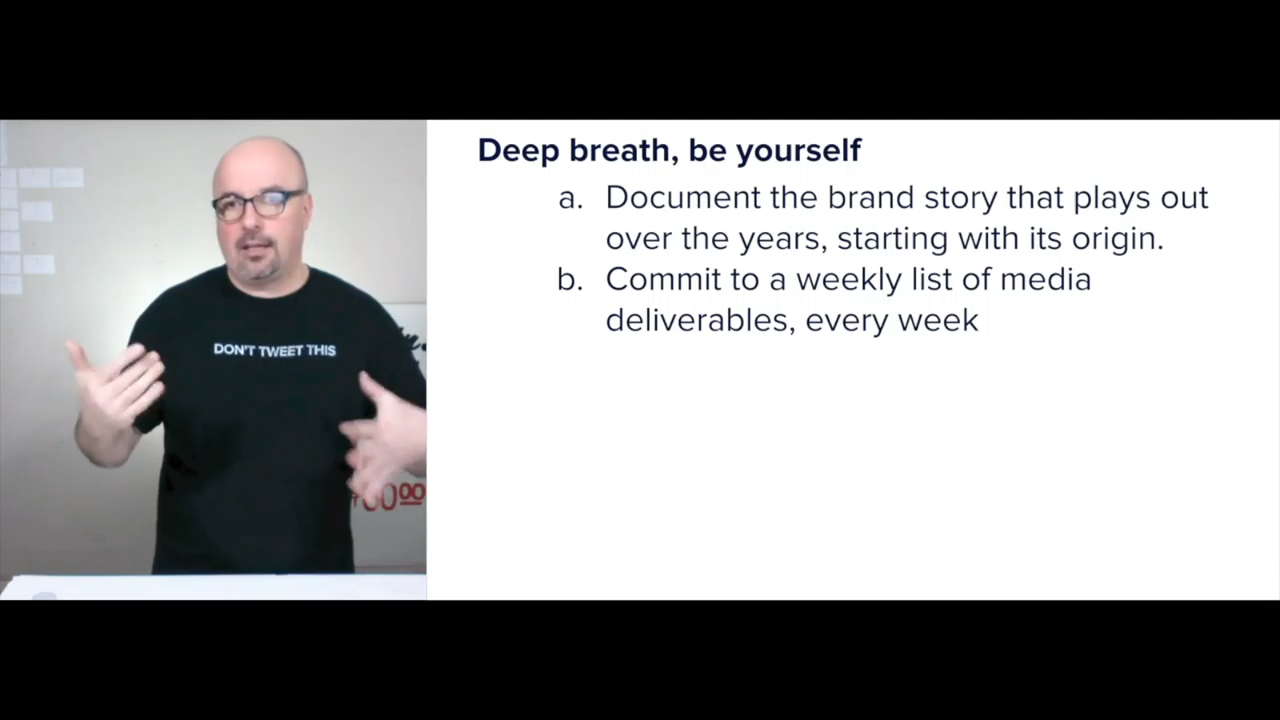 Deep breath, be yourself
a. Document the brand story that plays out
over the years, starting with its origin.
b. Commit to a weekly list of media
deliverables, every week
DON'T TWEET THIS